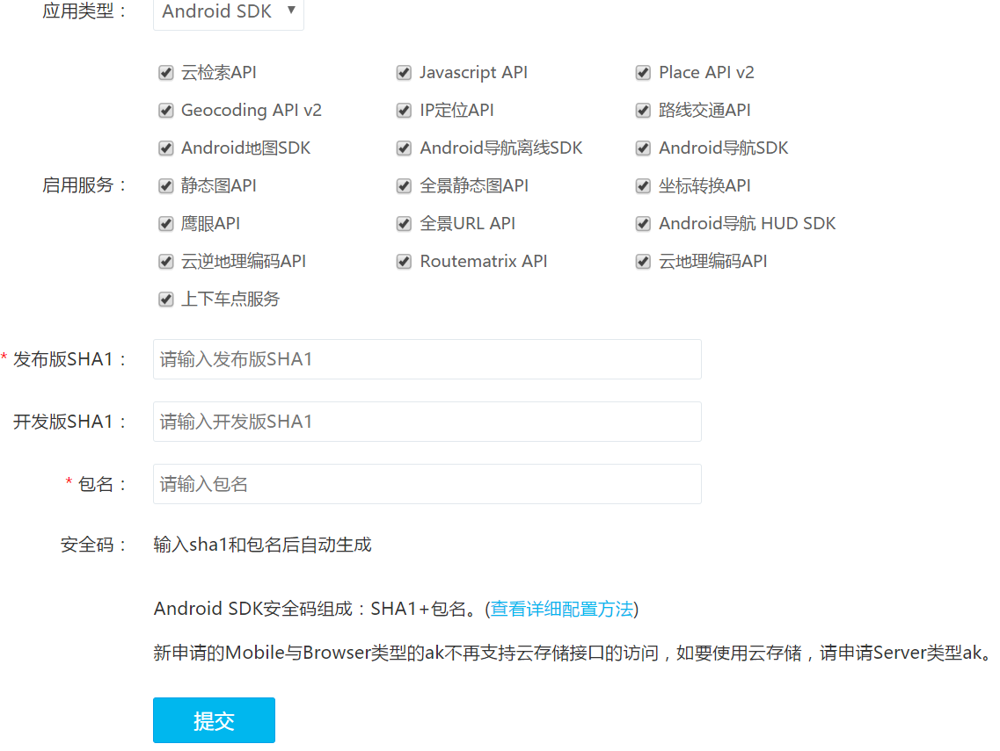 应用类型： Android SDK
云检索API Javascript API Place API v2
Geocoding API v2 IP定位API 路线交通API
Android地图SDK Android导航离线SDK Android导航SDK
启用服务： 静态图API 全景静态图API 坐标转换API
鹰眼API 全景URL API Android导航 HUD SDK
云逆地理编码API Routematrix API 云地理编码API
上下车点服务
* 发布版SHA1： 请输入发布版SHA1
开发版SHA1： 请输入开发版SHA1
* 包名： 请输入包名
安全码： 输入sha1和包名后自动生成
Android SDK安全码组成：SHA1+包名。(查看详细配置方法)
新申请的Mobile与Browser类型的ak不再支持云存储接口的访问，如要使用云存储，请申请Server类型ak。
提交